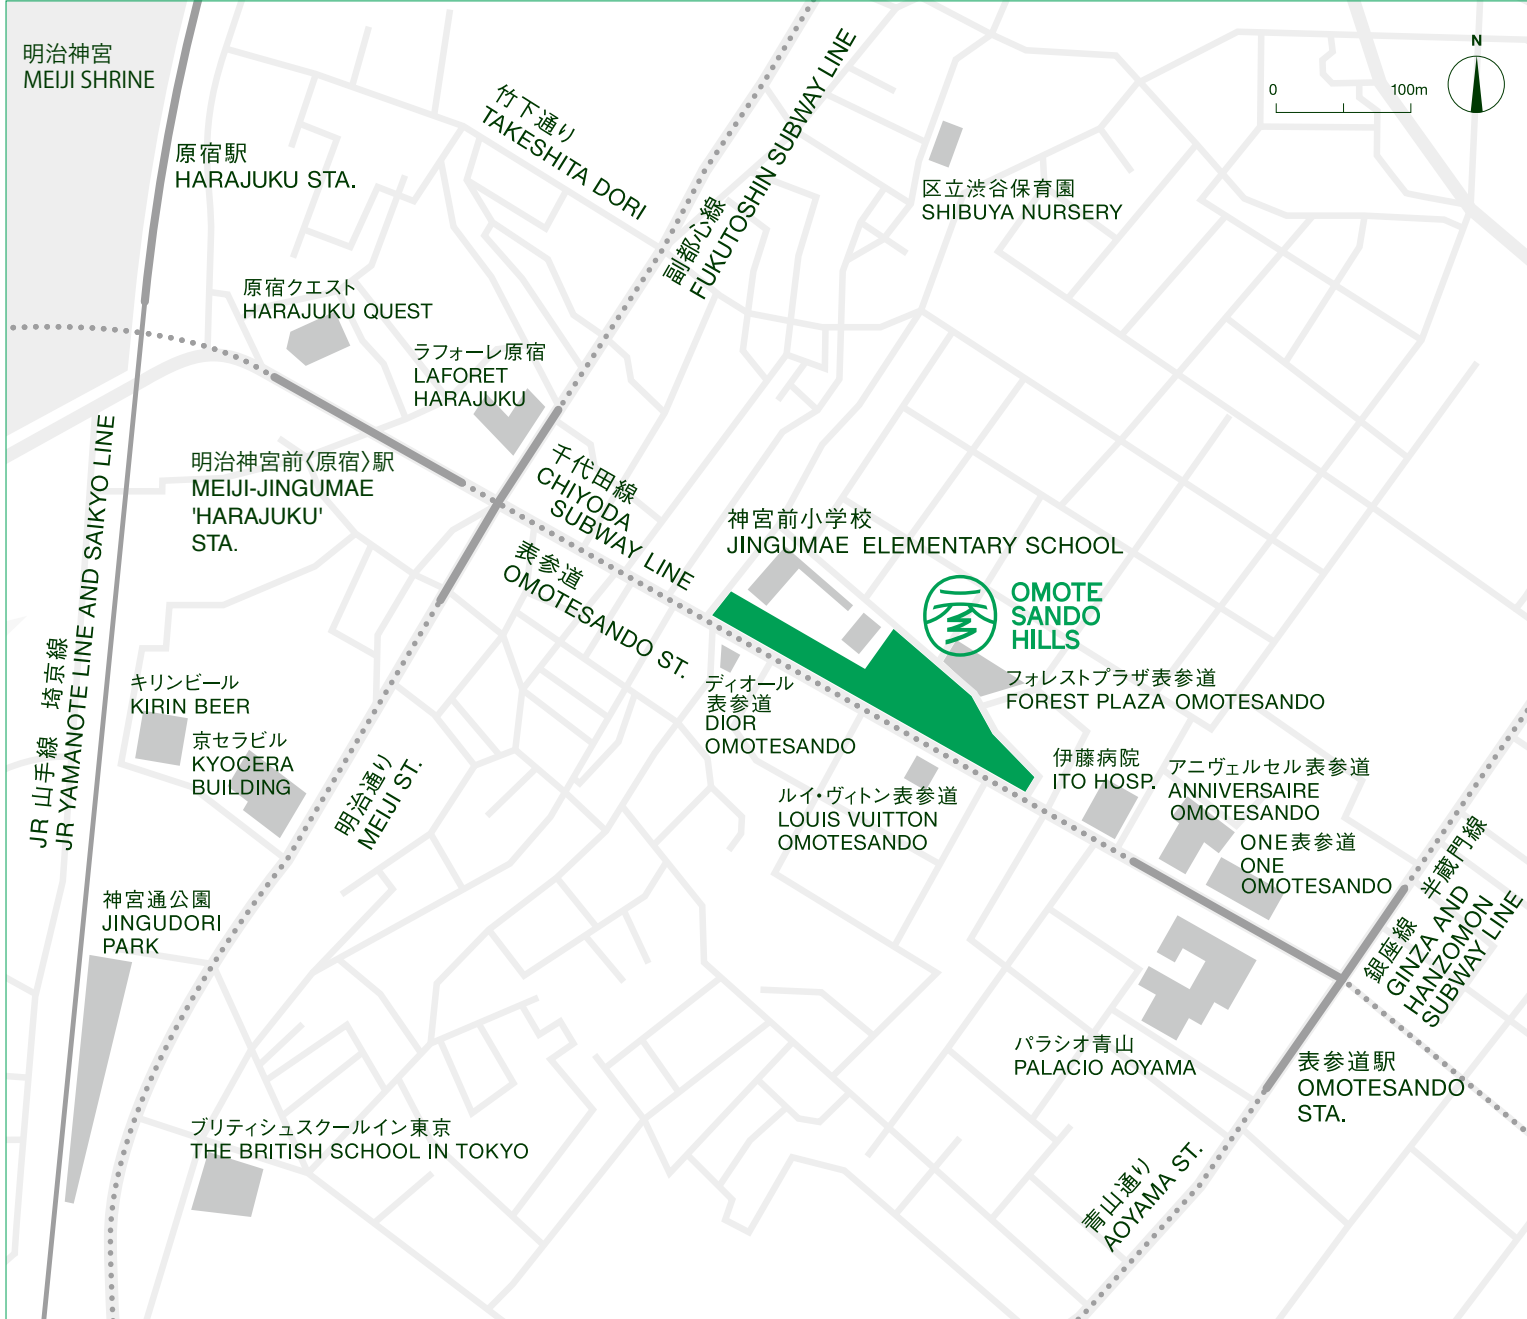 明治神宮
MEIJI SHRINE
N
0
100m
竹下通り
TAKESHITA DORI
原宿駅
HARAJUKU STA.
副都心線
FUKUTOSHIN SUBWAY LINE
区立渋谷保育園
SHIBUYA NURSERY
原宿クエスト
HARAJUKU QUEST
ラフォーレ原宿
LAFORET
HARAJUKU
明治神宮前〈原宿〉駅
MEIJI-JINGUMAE
'HARAJUKU'
STA.
千代田線
CHIYODA
SUBWAY LINE
表参道
OMOTESANDO ST.
神宮前小学校
JINGUMAE ELEMENTARY SCHOOL
OMOTE
SANDO
HILLS
JR 山手線 埼京線
JR YAMANOTE LINE AND SAIKYO LINE
キリンビール
KIRIN BEER
京セラビル
KYOCERA
BUILDING
明治通り
MEIJI ST.
ディオール
表参道
DIOR
OMOTESANDO
フォレストプラザ表参道
FOREST PLAZA OMOTESANDO
伊藤病院
ITO HOSP.
アニヴェルセル表参道
ANNIVERSAIRE
OMOTESANDO
ルイ・ヴィトン表参道
LOUIS VUITTON
OMOTESANDO
ONE表参道
ONE
OMOTESANDO
銀座線 半蔵門線
GINZA AND
HANZOMON
SUBWAY LINE
神宮通公園
JINGUDORI
PARK
パラシオ青山
PALACIO AOYAMA
表参道駅
OMOTESANDO
STA.
ブリティシュスクールイン東京
THE BRITISH SCHOOL IN TOKYO
青山通り
AOYAMA ST.